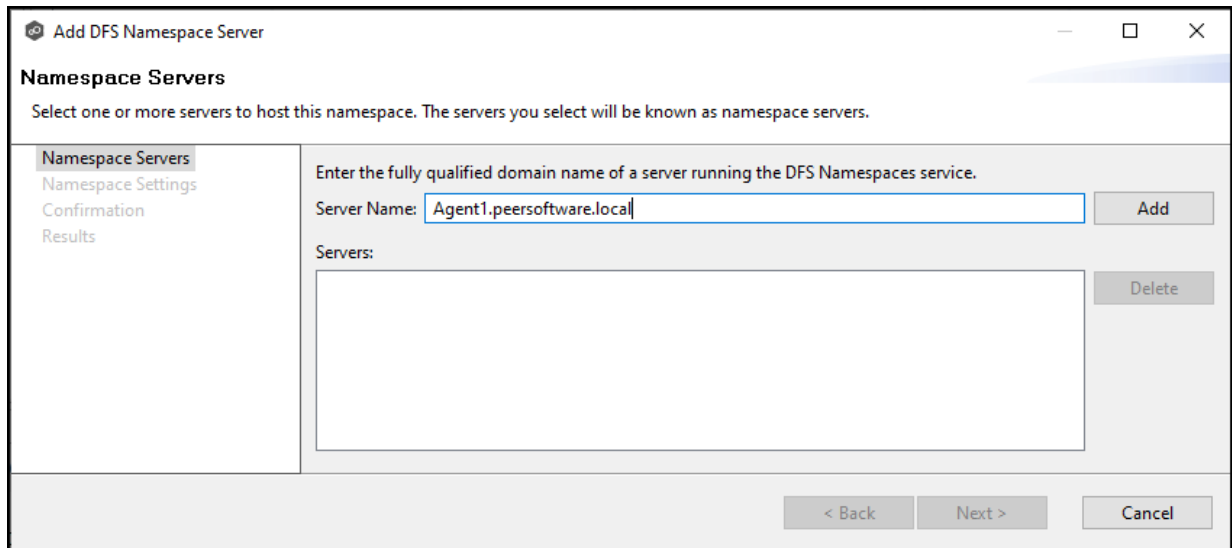 Add DFS Namespace Server
Namespace Servers
Select one or more servers to host this namespace. The servers you select will be known as namespace servers.
Namespace Servers
Namespace Settings
Confirmation
Results
Enter the fully qualified domain name of a server running the DFS Namespaces service.
Server Name: Agent1.peersoftware.local Add
Servers:
Delete
< Back Next > Cancel